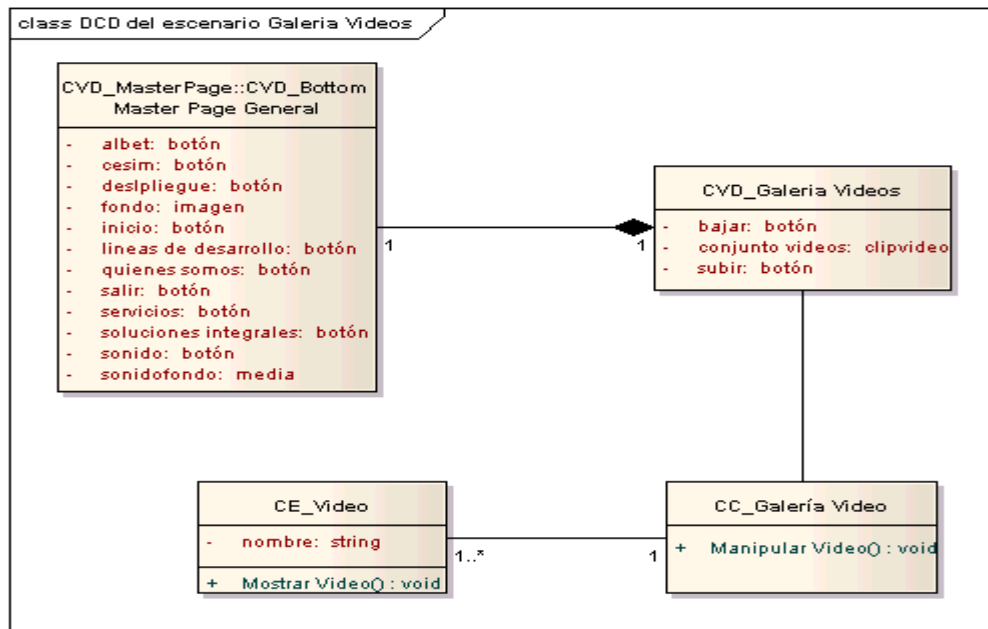 class DCD del escenario Galeria Videos
CVD_MasterPage::CVD_Bottom
Master Page General
- albet: botón
- cesim: botón
- deslpliegue: botón
- fondo: imagen
- inicio: botón
- lineas de desarrollo: botón
- quienes somos: botón
- salir: botón
- servicios: botón
- soluciones integrales: botón
- sonido: botón
- sonidofondo: media
1
1
CVD_Galeria Videos
- bajar: botón
- conjunto videos: clipvideo
- subir: botón
CE_Video
- nombre: string
+ Mostrar Video() : void
1..*
1
CC_Galería Video
+ Manipular Video() : void